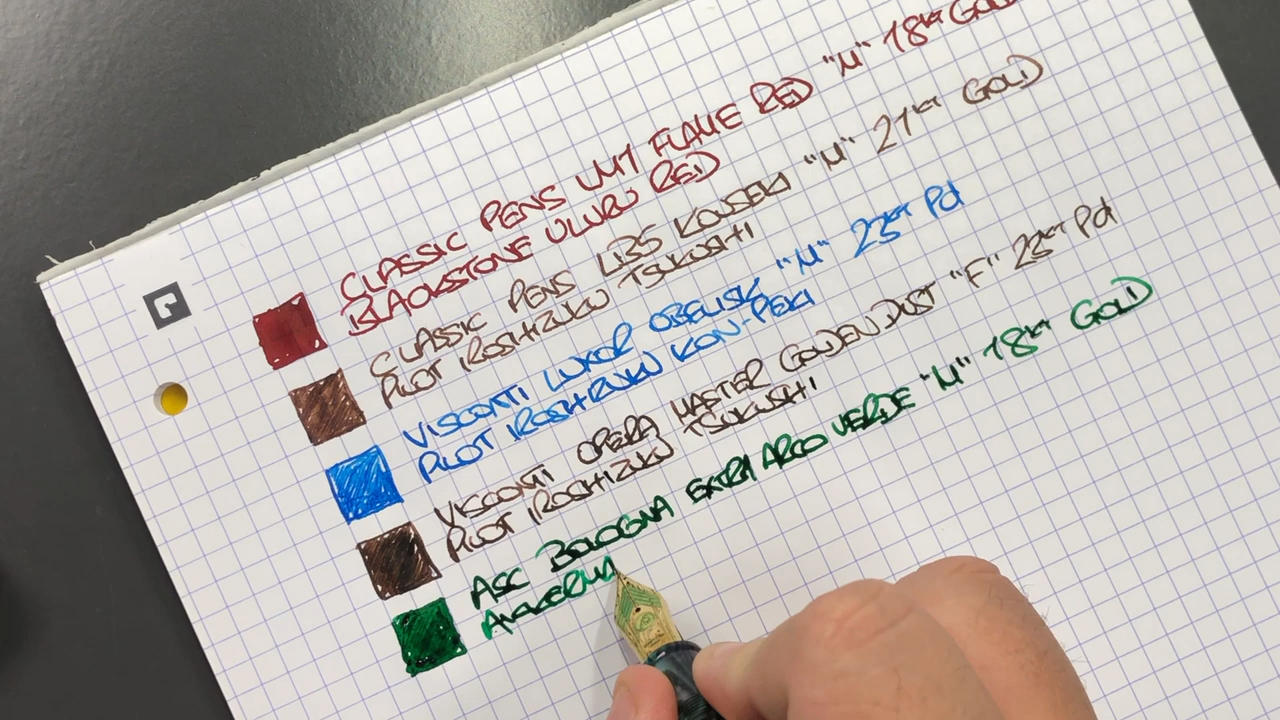 CLASSIC PENS LM1 FLAME RED "M" 18KT GOLD
BLACKSTONE ULURU RED
CLASSIC PENS LB5 KOUSEKI "M" 21KT GOLD
PILOT IROSHIZUKU TSUKUSHI
VISCONTI LUXOR OBELISK "M" 23KT Pd
PILOT IROSHIZUKU KON-PEKI
VISCONTI OPERA MASTER GOLDEN DUST "F" 23KT Pd
PILOT IROSHIZUKU TSUKUSHI
ASC BOLOGNA EXTRA ARCO VERDE "M" 18KT GOLD